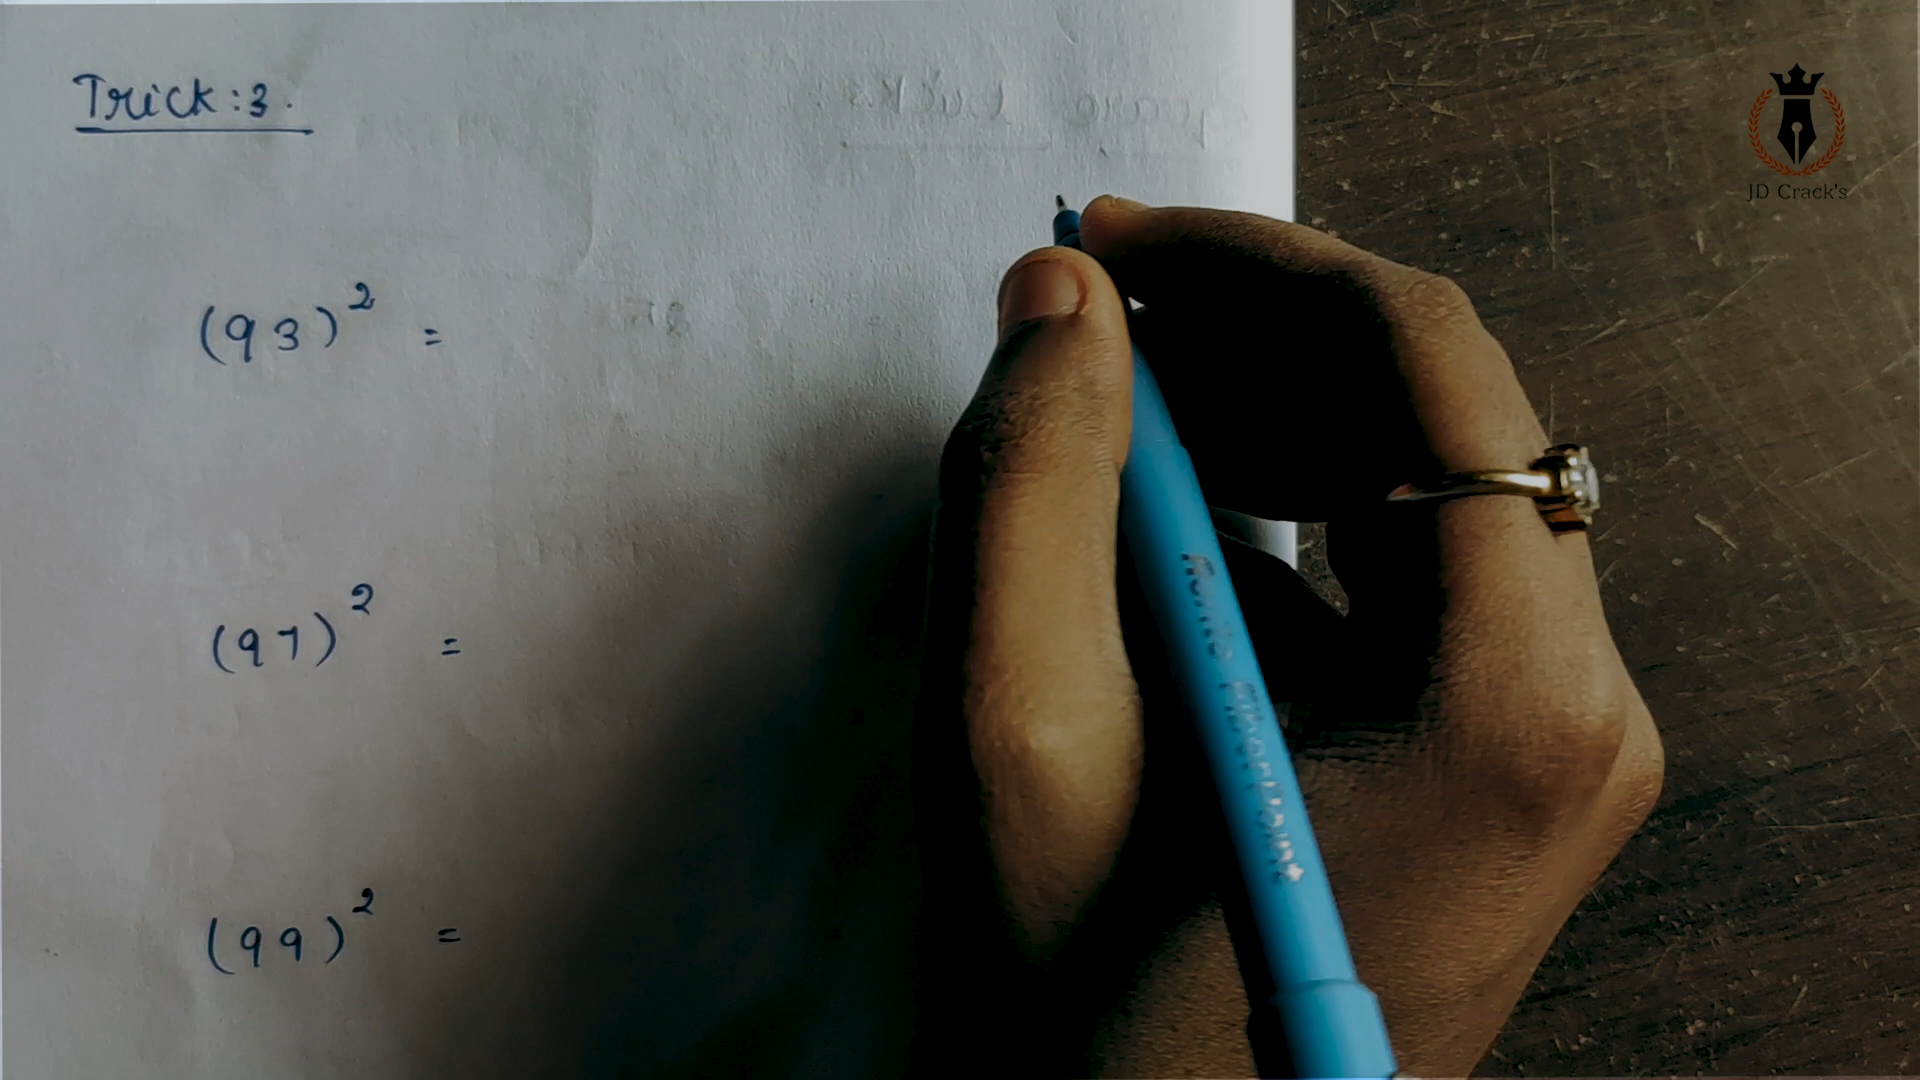 Trick:3.
JD Crack's
(93)² =
(97)² =
(99)² =